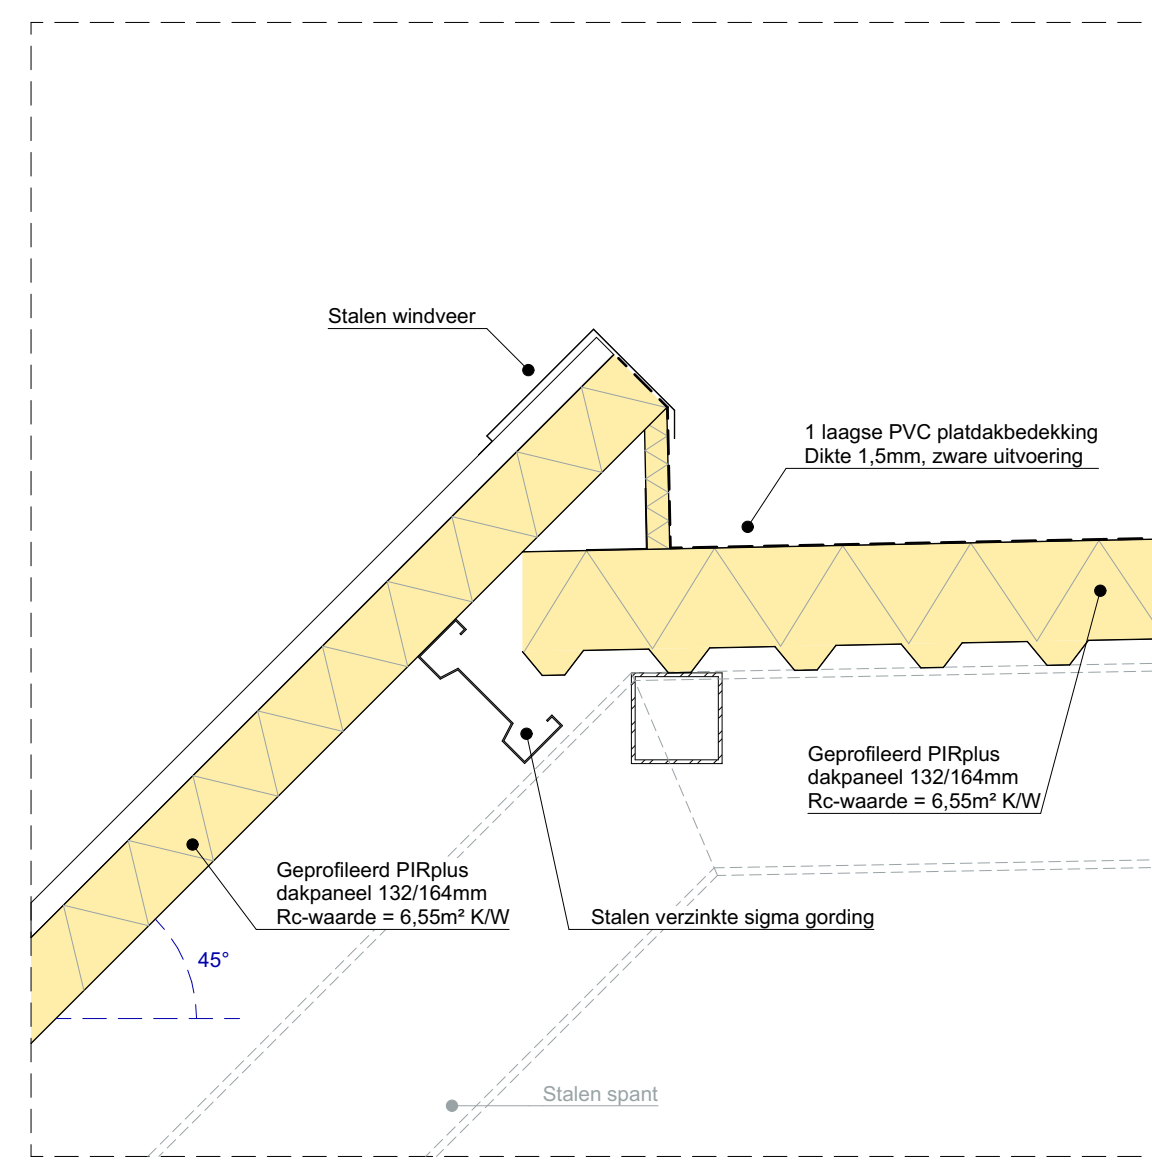 Stalen windveer
1 laagse PVC platdakbedekking
Dikte 1,5mm, zware uitvoering
Geprofileerd PIRplus
dakpaneel 132/164mm
Rc-waarde = 6,55m² K/W
Geprofileerd PIRplus
dakpaneel 132/164mm
Rc-waarde = 6,55m² K/W
Stalen verzinkte sigma gording
45°
Stalen spant